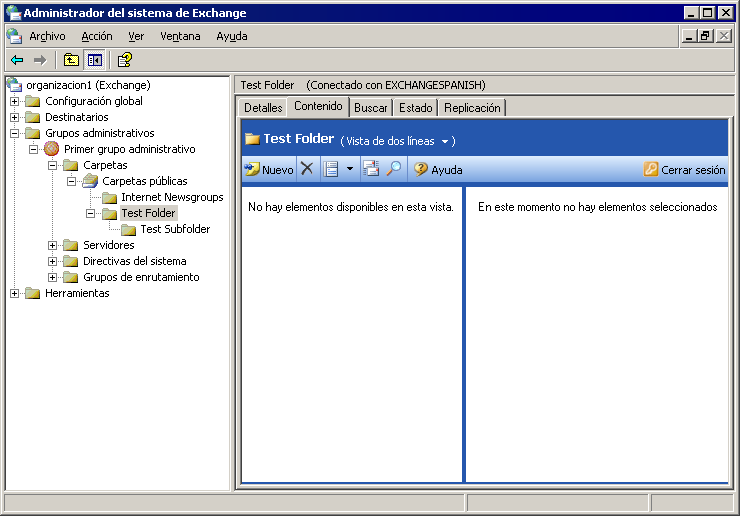 Administrador del sistema de Exchange
Archivo Acción Ver Ventana Ayuda
organizacion1 (Exchange)
Configuración global
Destinatarios
Grupos administrativos
Primer grupo administrativo
Carpetas
Carpetas públicas
Internet Newsgroups
Test Folder
Test Subfolder
Servidores
Directivas del sistema
Grupos de enrutamiento
Herramientas
Test Folder (Conectado con EXCHANGESPANISH)
Detalles Contenido Buscar Estado Replicación
Test Folder (Vista de dos líneas )
Nuevo Ayuda Cerrar sesión
No hay elementos disponibles en esta vista.
En este momento no hay elementos seleccionados